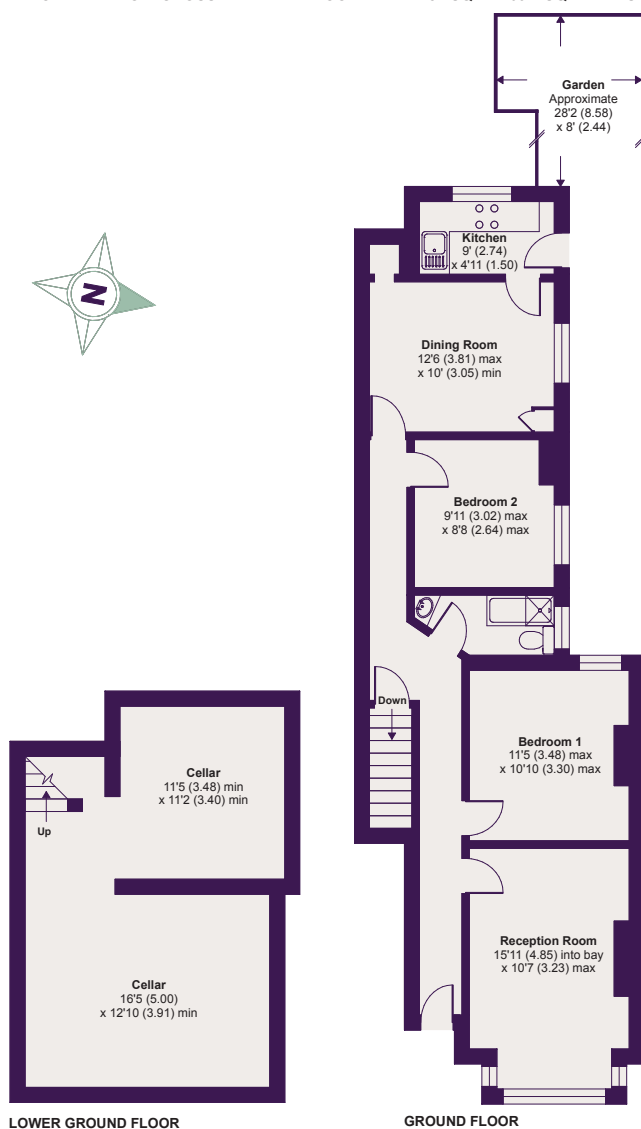 Garden
Approximate
28'2 (8.58)
x 8' (2.44)
Kitchen
9' (2.74)
x 4'11 (1.50)
N
Dining Room
12'6 (3.81) max
x 10' (3.05) min
Bedroom 2
9'11 (3.02) max
x 8'8 (2.64) max
Down
Bedroom 1
11'5 (3.48) max
x 10'10 (3.30) max
Cellar
11'5 (3.48) min
x 11'2 (3.40) min
Up
Reception Room
15'11 (4.85) into bay
x 10'7 (3.23) max
Cellar
16'5 (5.00)
x 12'10 (3.91) min
LOWER GROUND FLOOR
GROUND FLOOR